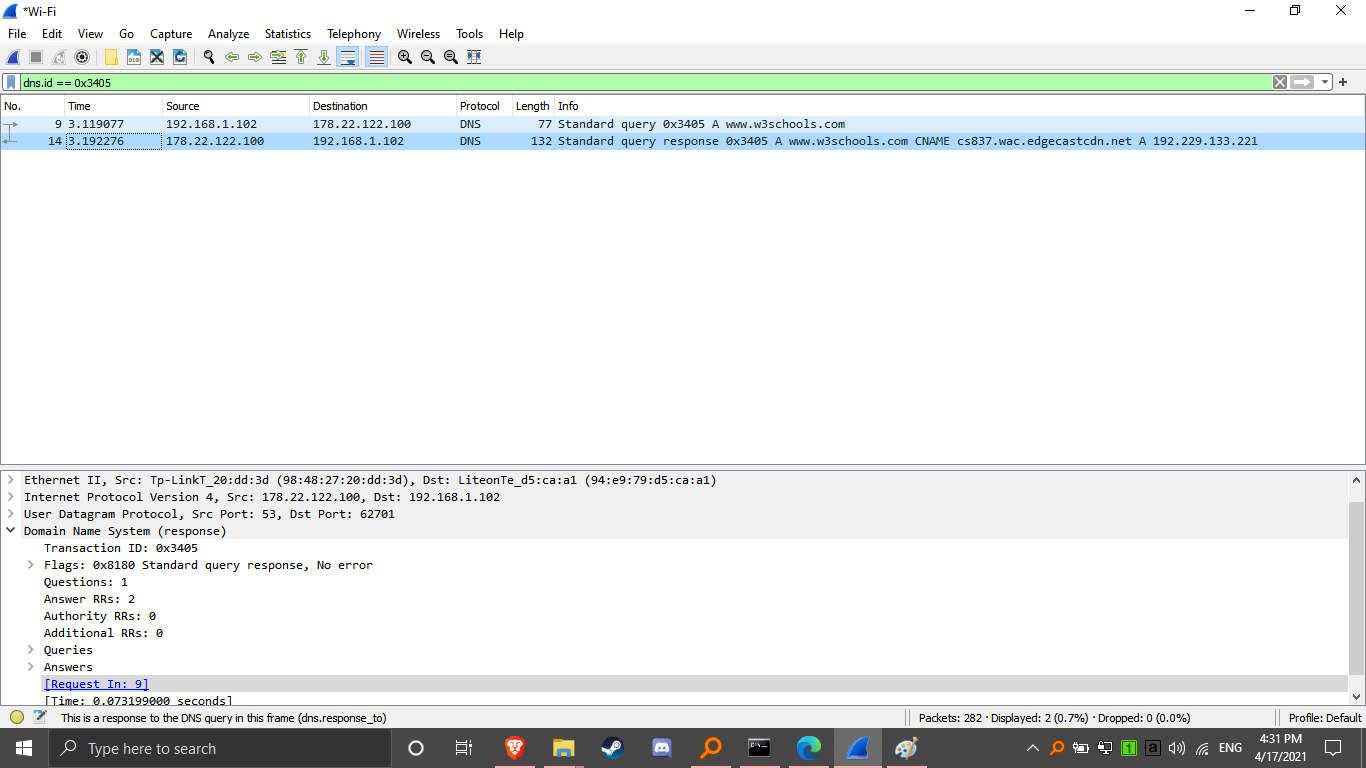 *Wi-Fi
File Edit View Go Capture Analyze Statistics Telephony Wireless Tools Help
dns.id == 0x3405
No. Time Source Destination Protocol Length Info
9 3.119077 192.168.1.102 178.22.122.100 DNS 77 Standard query 0x3405 A www.w3schools.com
14 3.192276 178.22.122.100 192.168.1.102 DNS 132 Standard query response 0x3405 A www.w3schools.com CNAME cs837.wac.edgecastcdn.net A 192.229.133.221
Ethernet II, Src: Tp-LinkT_20:dd:3d (98:48:27:20:dd:3d), Dst: LiteonTe_d5:ca:a1 (94:e9:79:d5:ca:a1)
Internet Protocol Version 4, Src: 178.22.122.100, Dst: 192.168.1.102
User Datagram Protocol, Src Port: 53, Dst Port: 62701
Domain Name System (response)
Transaction ID: 0x3405
Flags: 0x8180 Standard query response, No error
Questions: 1
Answer RRs: 2
Authority RRs: 0
Additional RRs: 0
Queries
Answers
[Request In: 9]
[Time: 0.073199000 seconds]
This is a response to the DNS query in this frame (dns.response_to) Packets: 282 · Displayed: 2 (0.7%) · Dropped: 0 (0.0%) Profile: Default
Type here to search 1 a ENG 4:31 PM
4/17/2021